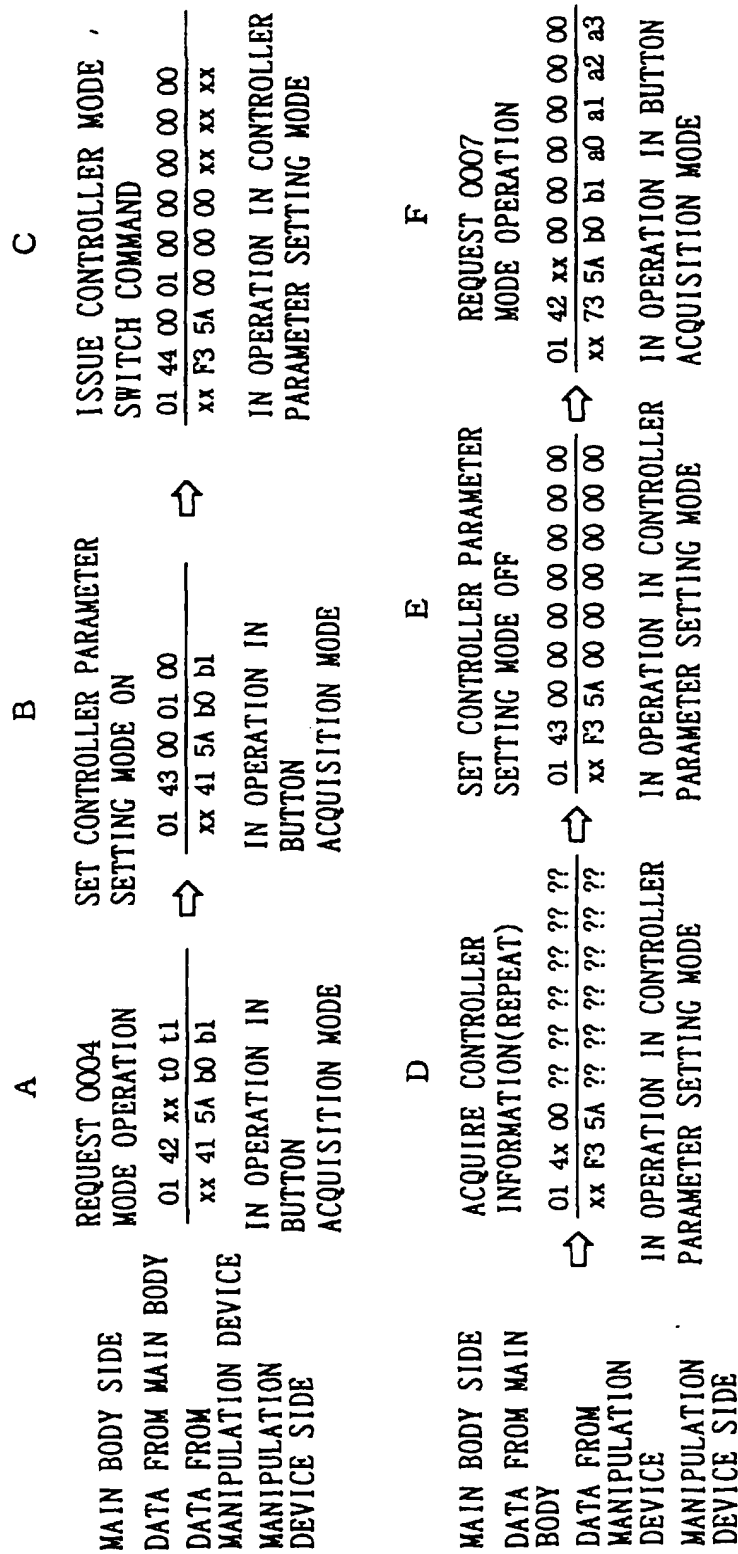 A
B
C
MAIN BODY SIDE
DATA FROM MAIN BODY
DATA FROM
MANIPULATION DEVICE
MANIPULATION
DEVICE SIDE
REQUEST 0004
MODE OPERATION
01 42 xx t0 t1
xx 41 5A b0 b1
IN OPERATION IN
BUTTON
ACQUISITION MODE
SET CONTROLLER PARAMETER
SETTING MODE ON
01 43 00 01 00
xx 41 5A b0 b1
IN OPERATION IN
BUTTON
ACQUISITION MODE
ISSUE CONTROLLER MODE
SWITCH COMMAND
01 44 00 01 00 00 00 00 00
xx F3 5A 00 00 00 xx xx xx
IN OPERATION IN CONTROLLER
PARAMETER SETTING MODE
D
E
F
MAIN BODY SIDE
DATA FROM MAIN
BODY
DATA FROM
MANIPULATION
DEVICE
MANIPULATION
DEVICE SIDE
ACQUIRE CONTROLLER
INFORMATION(REPEAT)
01 4x 00 ?? ?? ?? ?? ?? ??
xx F3 5A ?? ?? ?? ?? ?? ??
IN OPERATION IN CONTROLLER
PARAMETER SETTING MODE
SET CONTROLLER PARAMETER
SETTING MODE OFF
01 43 00 00 00 00 00 00 00
xx F3 5A 00 00 00 00 00 00
IN OPERATION IN CONTROLLER
PARAMETER SETTING MODE
REQUEST 0007
MODE OPERATION
01 42 xx 00 00 00 00 00 00
xx 73 5A b0 b1 a0 a1 a2 a3
IN OPERATION IN BUTTON
ACQUISITION MODE